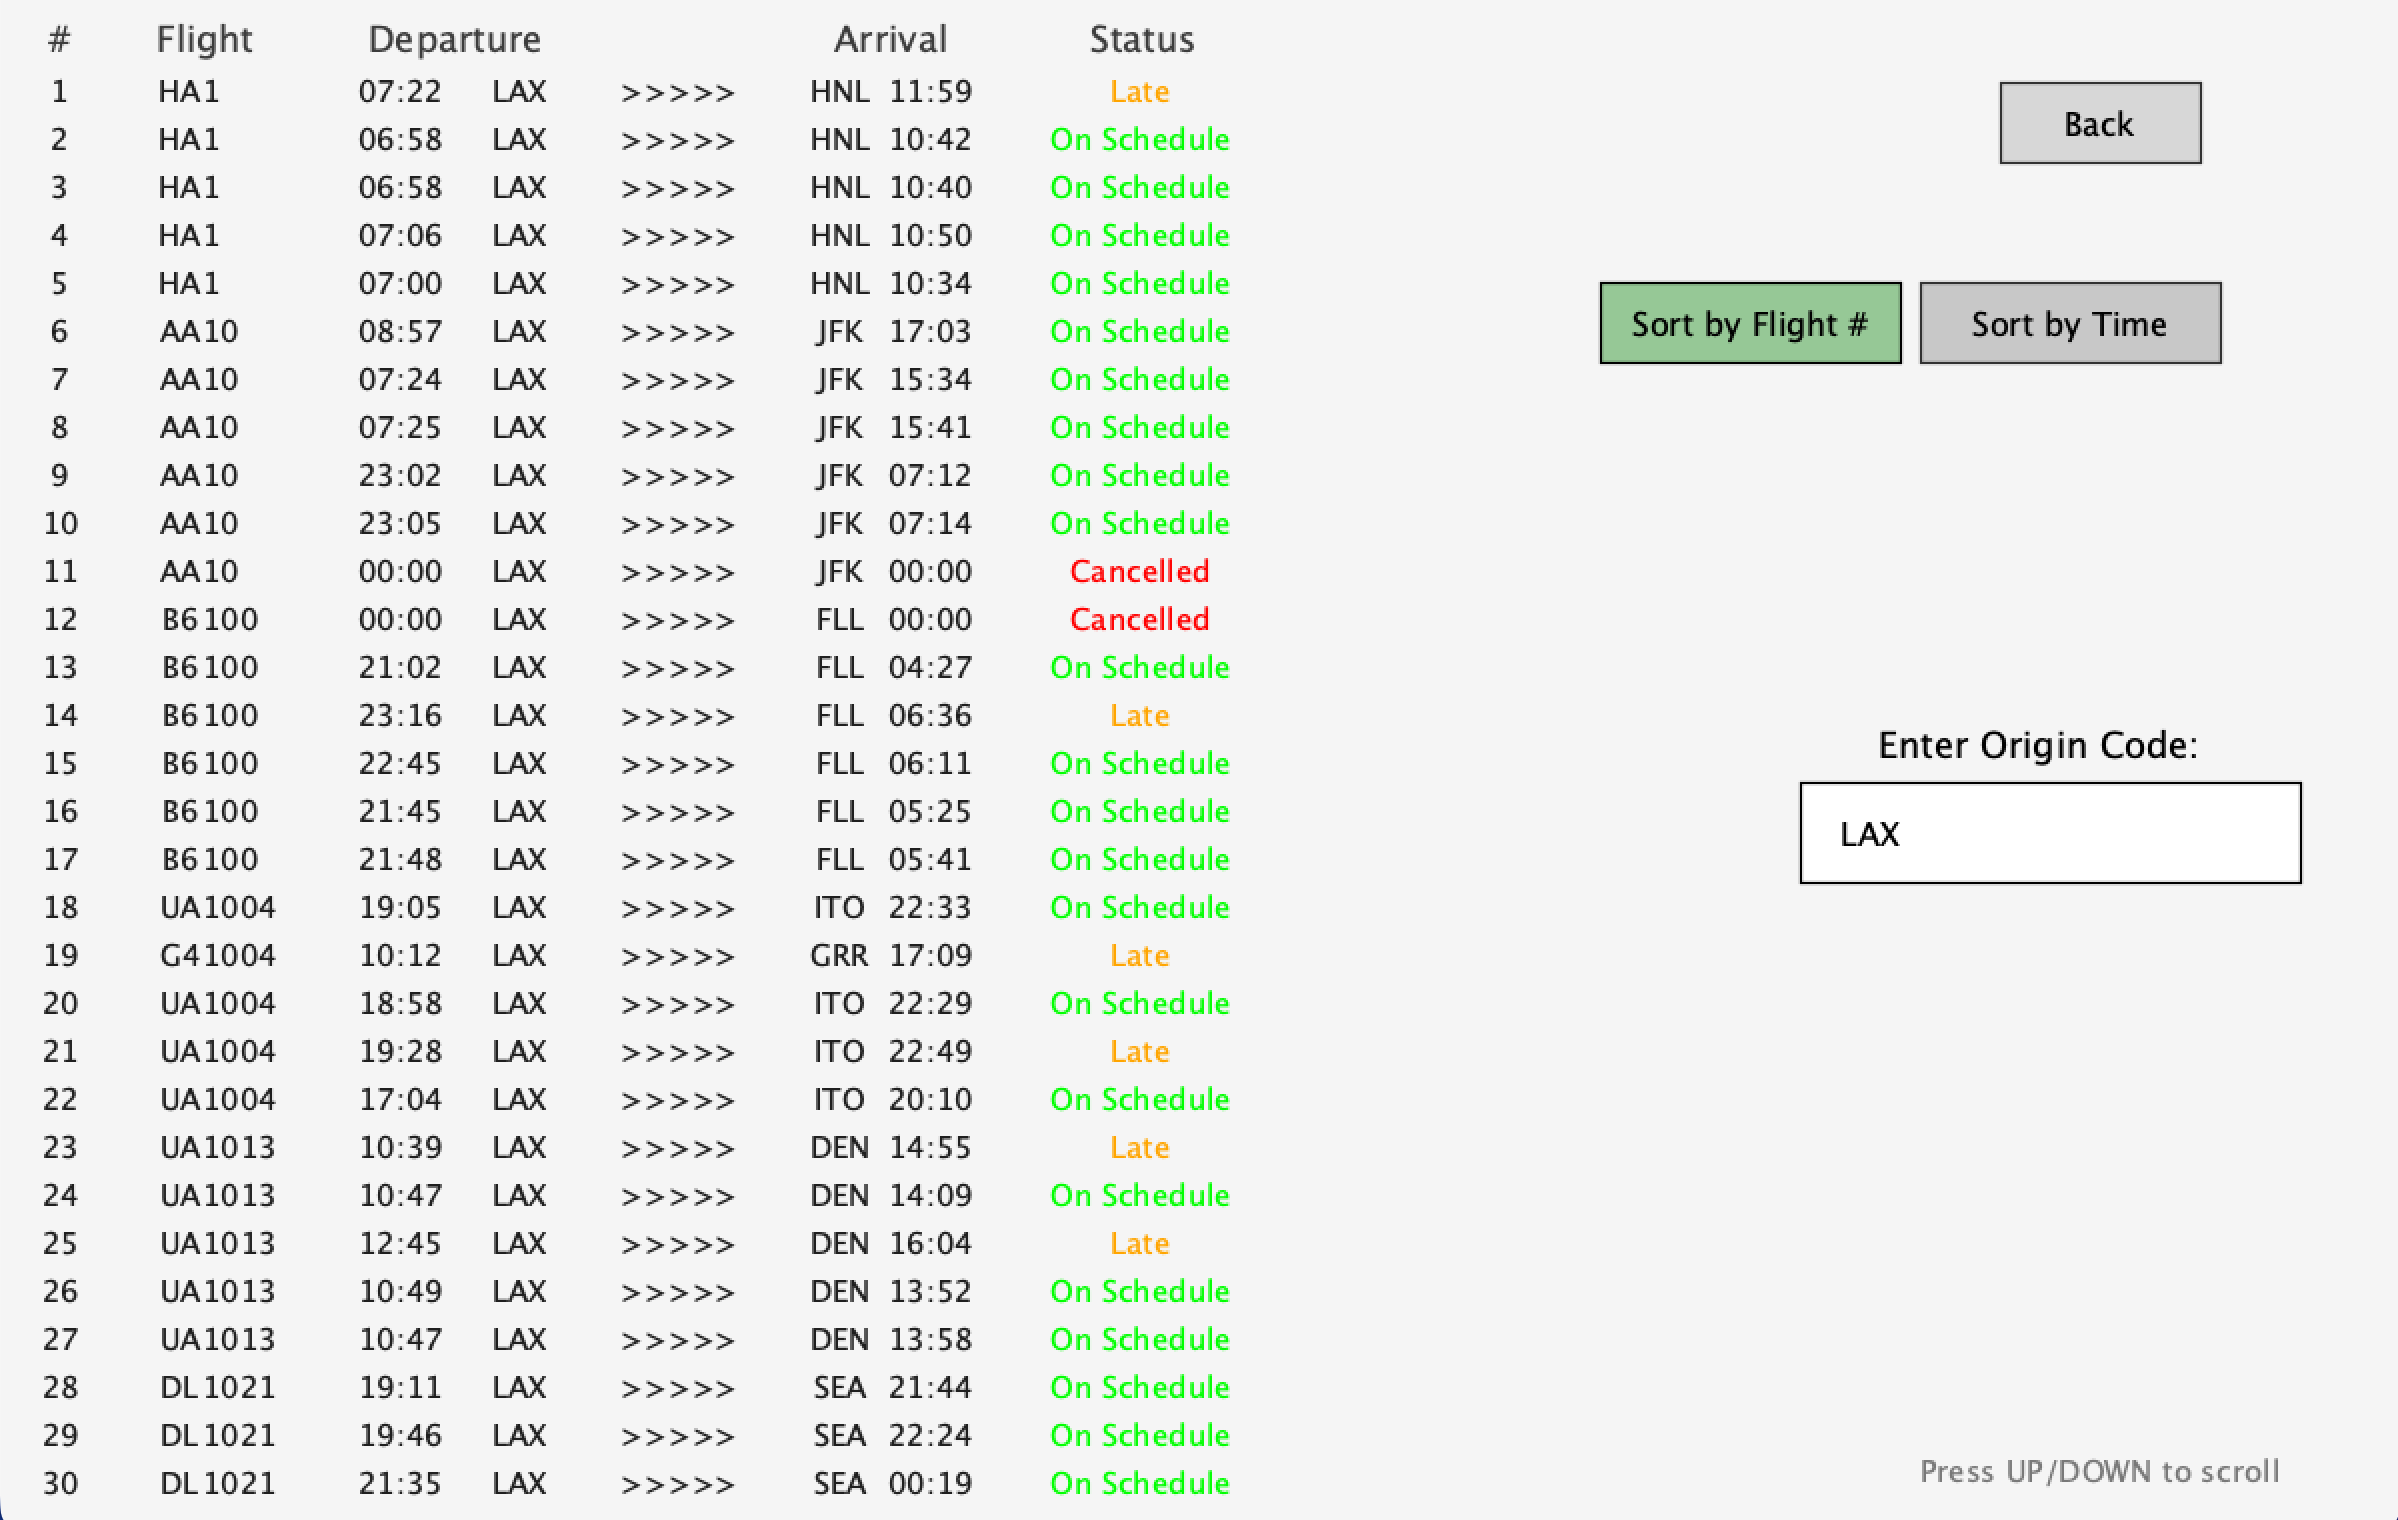 # Flight Departure Arrival Status
1 HA1 07:22 LAX >>>>> HNL 11:59 Late
2 HA1 06:58 LAX >>>>> HNL 10:42 On Schedule
3 HA1 06:58 LAX >>>>> HNL 10:40 On Schedule
4 HA1 07:06 LAX >>>>> HNL 10:50 On Schedule
5 HA1 07:00 LAX >>>>> HNL 10:34 On Schedule
6 AA10 08:57 LAX >>>>> JFK 17:03 On Schedule
7 AA10 07:24 LAX >>>>> JFK 15:34 On Schedule
8 AA10 07:25 LAX >>>>> JFK 15:41 On Schedule
9 AA10 23:02 LAX >>>>> JFK 07:12 On Schedule
10 AA10 23:05 LAX >>>>> JFK 07:14 On Schedule
11 AA10 00:00 LAX >>>>> JFK 00:00 Cancelled
12 B6100 00:00 LAX >>>>> FLL 00:00 Cancelled
13 B6100 21:02 LAX >>>>> FLL 04:27 On Schedule
14 B6100 23:16 LAX >>>>> FLL 06:36 Late
15 B6100 22:45 LAX >>>>> FLL 06:11 On Schedule
16 B6100 21:45 LAX >>>>> FLL 05:25 On Schedule
17 B6100 21:48 LAX >>>>> FLL 05:41 On Schedule
18 UA1004 19:05 LAX >>>>> ITO 22:33 On Schedule
19 G41004 10:12 LAX >>>>> GRR 17:09 Late
20 UA1004 18:58 LAX >>>>> ITO 22:29 On Schedule
21 UA1004 19:28 LAX >>>>> ITO 22:49 Late
22 UA1004 17:04 LAX >>>>> ITO 20:10 On Schedule
23 UA1013 10:39 LAX >>>>> DEN 14:55 Late
24 UA1013 10:47 LAX >>>>> DEN 14:09 On Schedule
25 UA1013 12:45 LAX >>>>> DEN 16:04 Late
26 UA1013 10:49 LAX >>>>> DEN 13:52 On Schedule
27 UA1013 10:47 LAX >>>>> DEN 13:58 On Schedule
28 DL1021 19:11 LAX >>>>> SEA 21:44 On Schedule
29 DL1021 19:46 LAX >>>>> SEA 22:24 On Schedule
30 DL1021 21:35 LAX >>>>> SEA 00:19 On Schedule
Back
Sort by Flight # Sort by Time
Enter Origin Code:
LAX
Press UP/DOWN to scroll